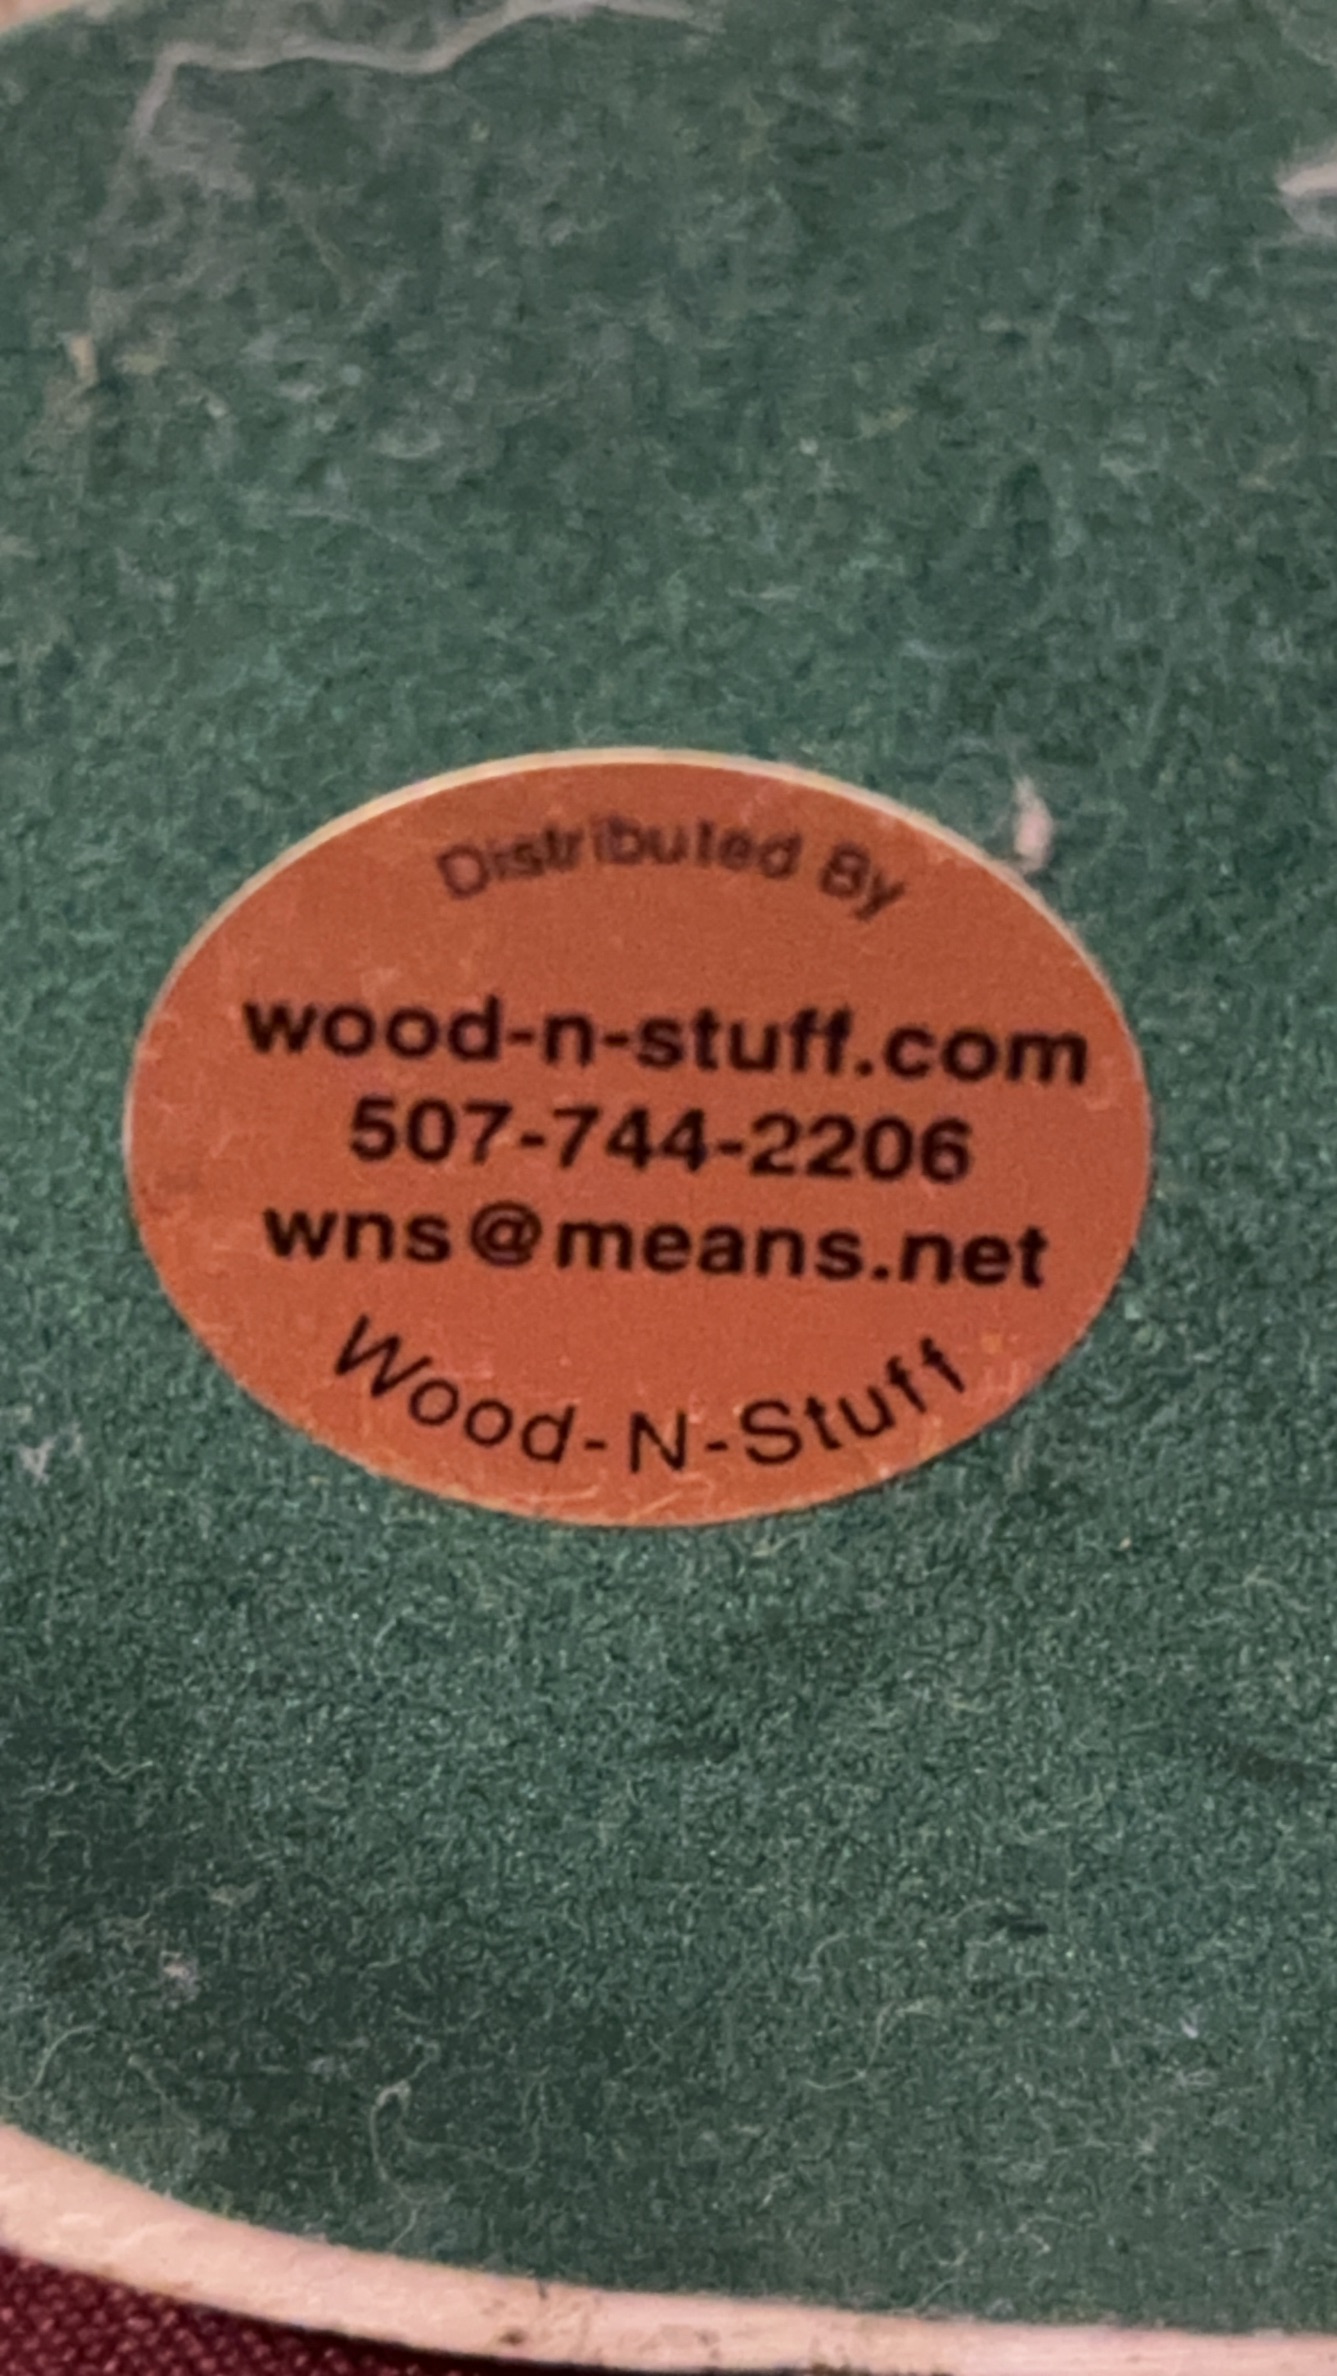 Distributed By
wood-n-stuff.com
507-744-2206
wns@means.net
Wood-N-Stuff